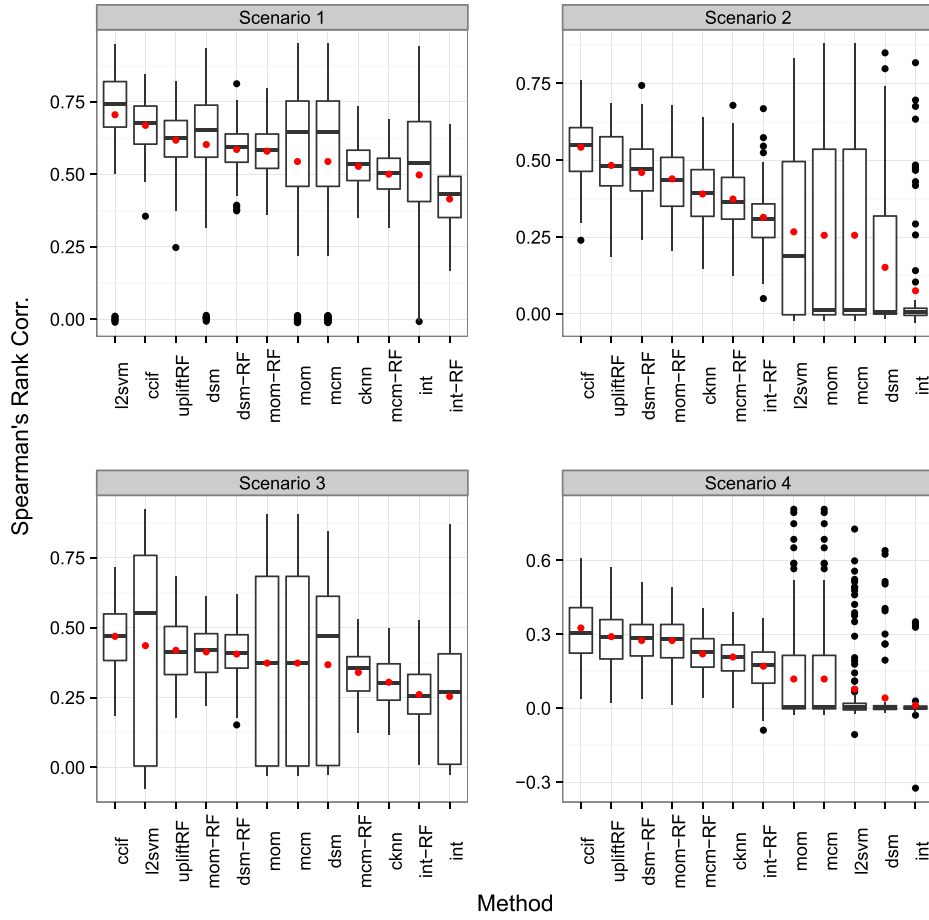 Scenario 1
0.75
0.50
0.25
0.00
l2svm
ccif
upliftRF
dsm
dsm-RF
mom-RF
mom
mcm
cknn
mcm-RF
int
int-RF
Scenario 2
0.75
0.50
0.25
0.00
ccif
upliftRF
dsm-RF
mom-RF
cknn
mcm-RF
int-RF
l2svm
mom
mcm
dsm
int
Spearman's Rank Corr.
Scenario 3
0.75
0.50
0.25
0.00
ccif
l2svm
upliftRF
mom-RF
dsm-RF
mom
mcm
dsm
mcm-RF
cknn
int-RF
int
Scenario 4
0.6
0.3
0.0
−0.3
ccif
upliftRF
dsm-RF
mom-RF
mcm-RF
cknn
int-RF
mom
mcm
l2svm
dsm
int
Method